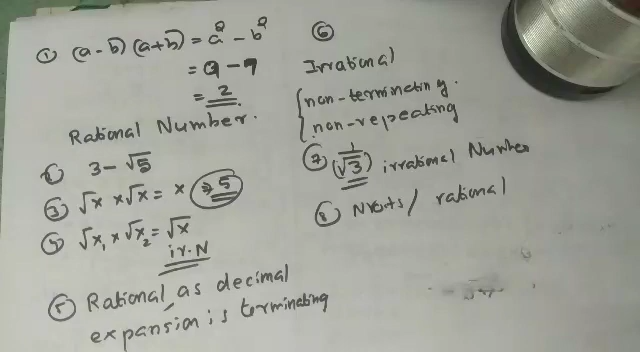 ① (a-b)(a+b) = a² - b²
= 9 - 7
= 2
Rational Number.
② 3 - √5
③ √x × √x = x ⇒ 5
④ √x₁ × √x₂ = √x
ir.N
⑤ Rational, as decimal
expansion is terminating
⑥
Irrational
non-terminating.
non-repeating
⑦ (1/√3) irrational Number
⑧ / rational